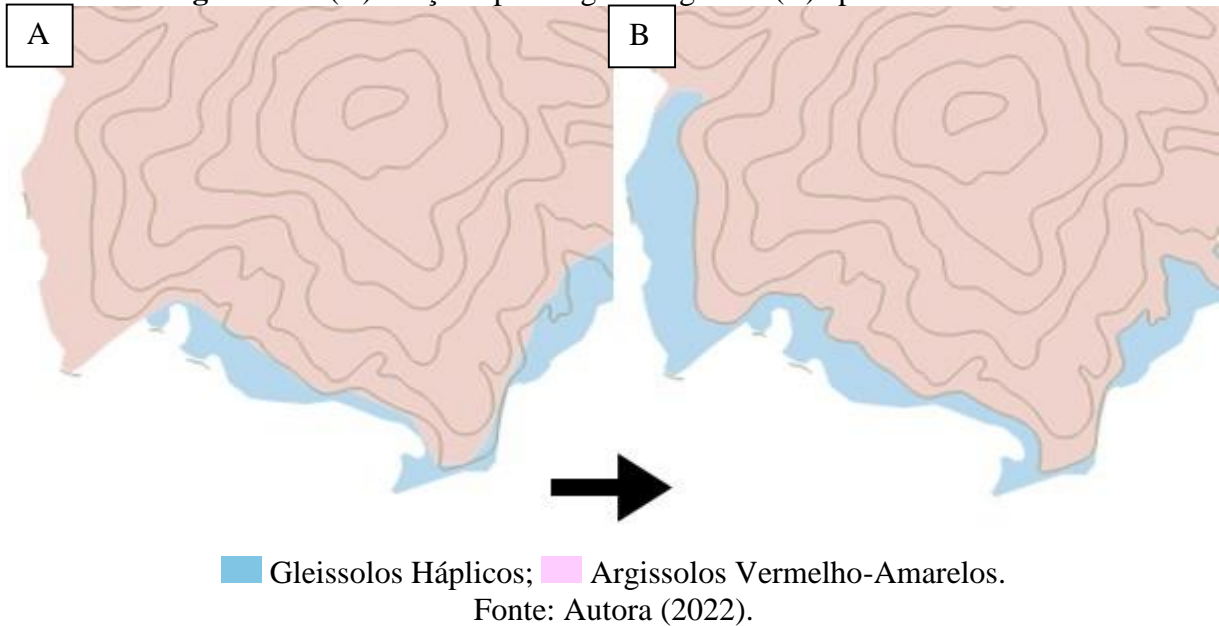 A
B
Gleissolos Háplicos; Argissolos Vermelho-Amarelos.
Fonte: Autora (2022).